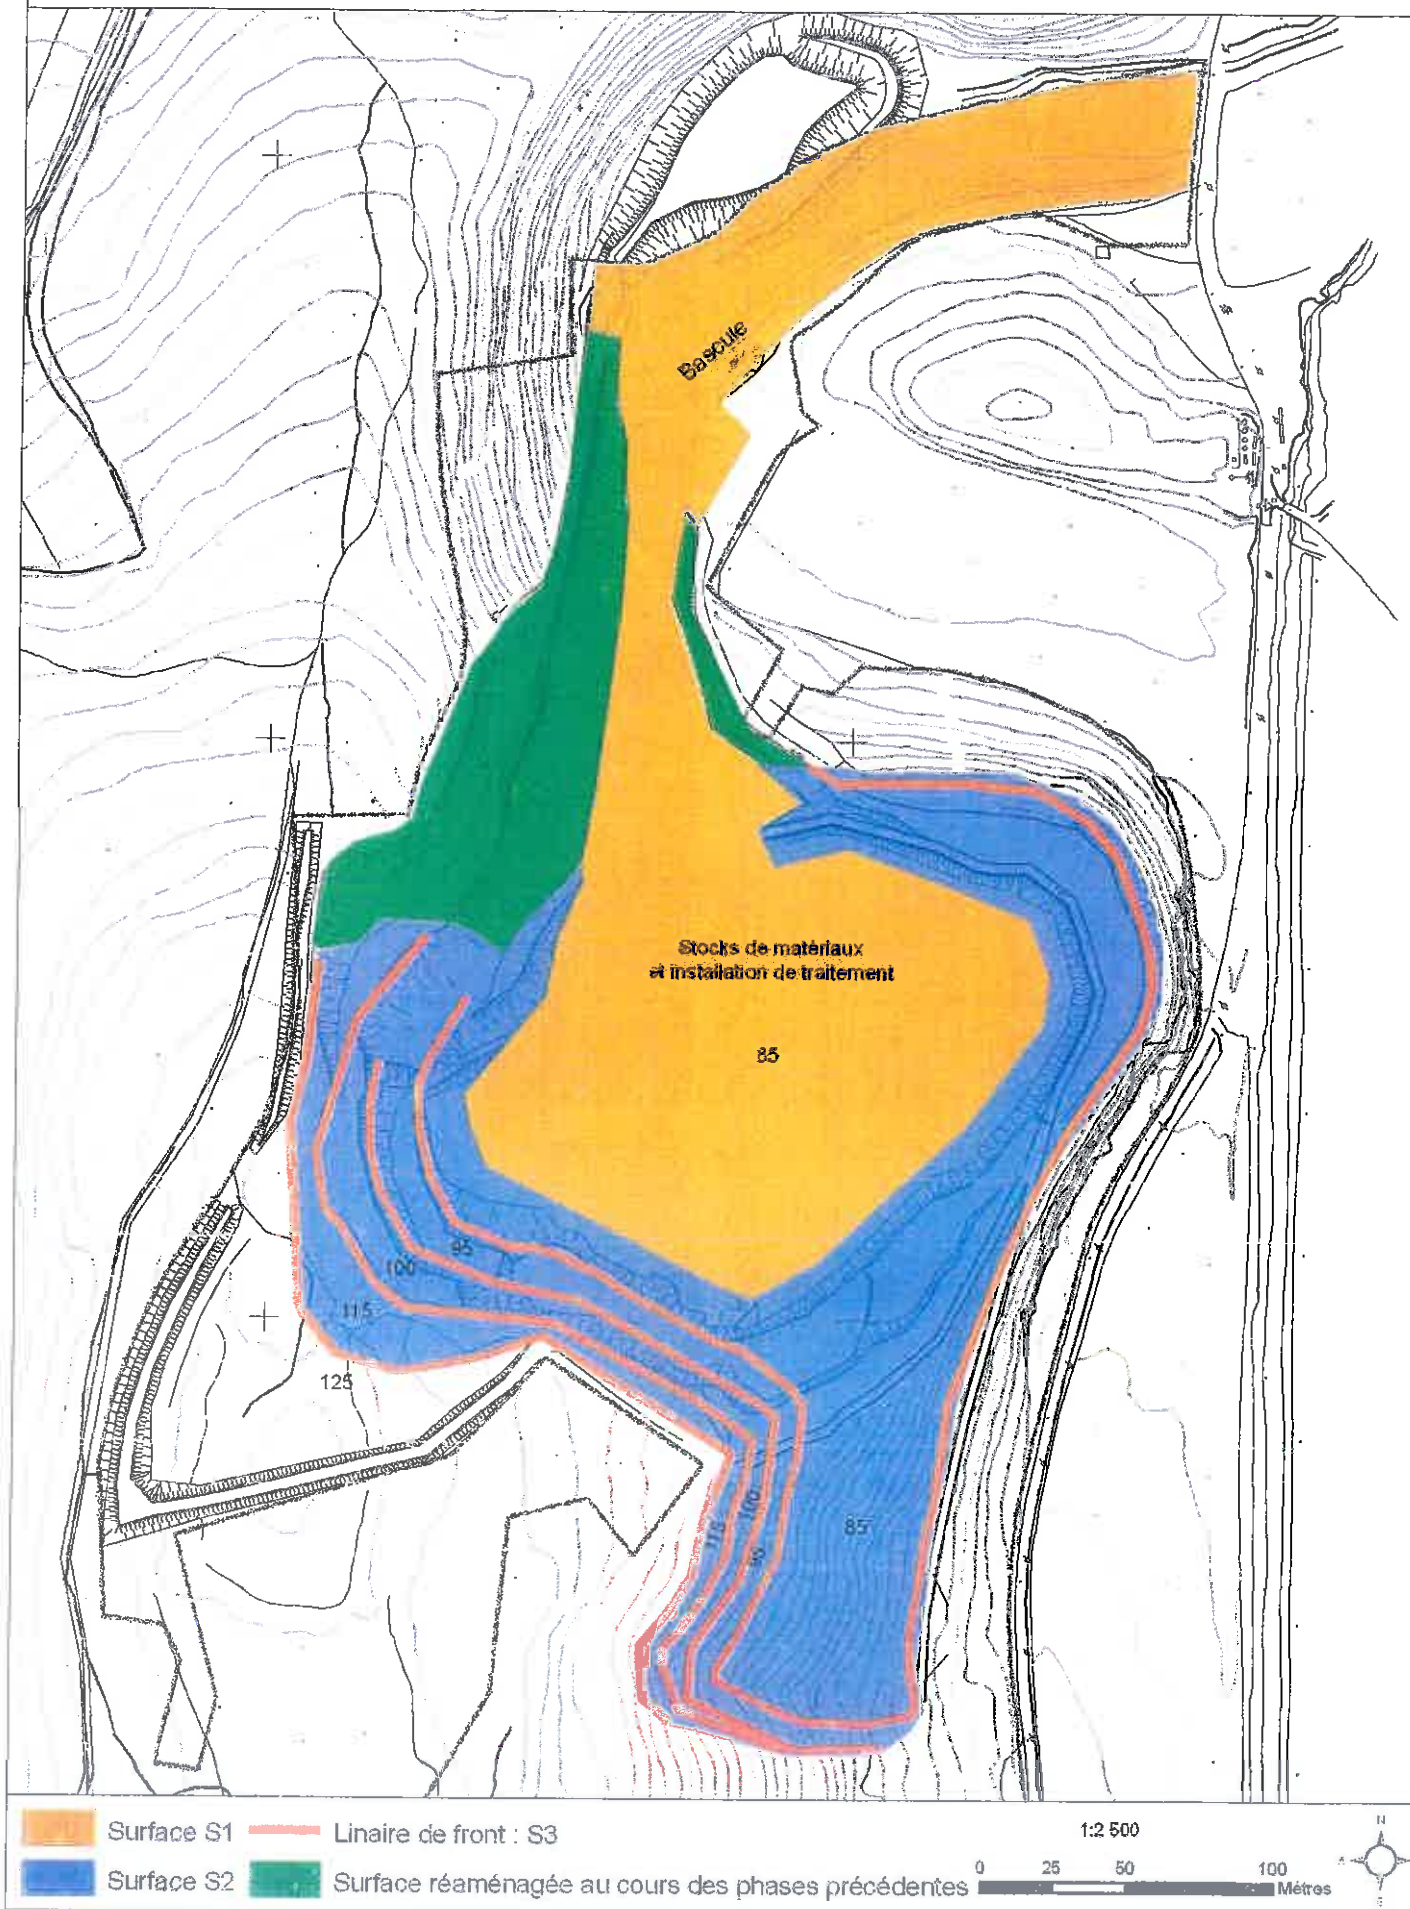 Bascule
Stocks de matériaux
et installation de traitement
85
95
100
115
125
85
100
115
Surface S1
Linaire de front : S3
1:2 500
Surface S2
Surface réaménagée au cours des phases précédentes
0 25 50 100
Mètres
N